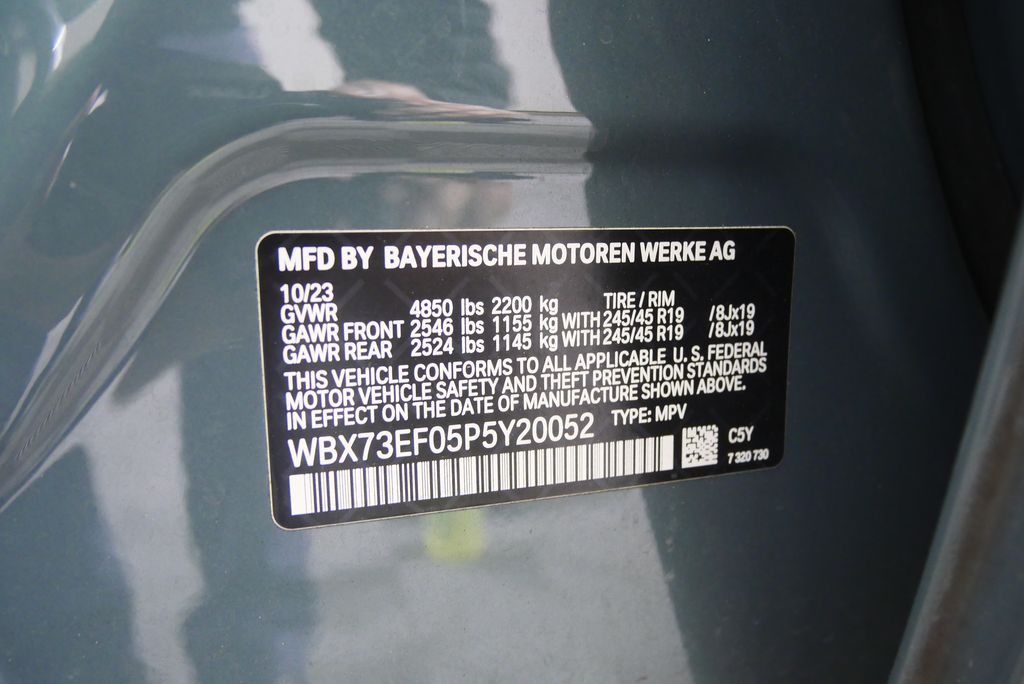 MFD BY BAYERISCHE MOTOREN WERKE AG
10/23 TIRE / RIM
GVWR 4850 lbs 2200 kg
GAWR FRONT 2546 lbs 1155 kg WITH 245/45 R19 /8Jx19
GAWR REAR 2524 lbs 1145 kg WITH 245/45 R19 /8Jx19
THIS VEHICLE CONFORMS TO ALL APPLICABLE U. S. FEDERAL
MOTOR VEHICLE SAFETY AND THEFT PREVENTION STANDARDS
IN EFFECT ON THE DATE OF MANUFACTURE SHOWN ABOVE.
WBX73EF05P5Y20052 TYPE: MPV
C5Y
7 320 730